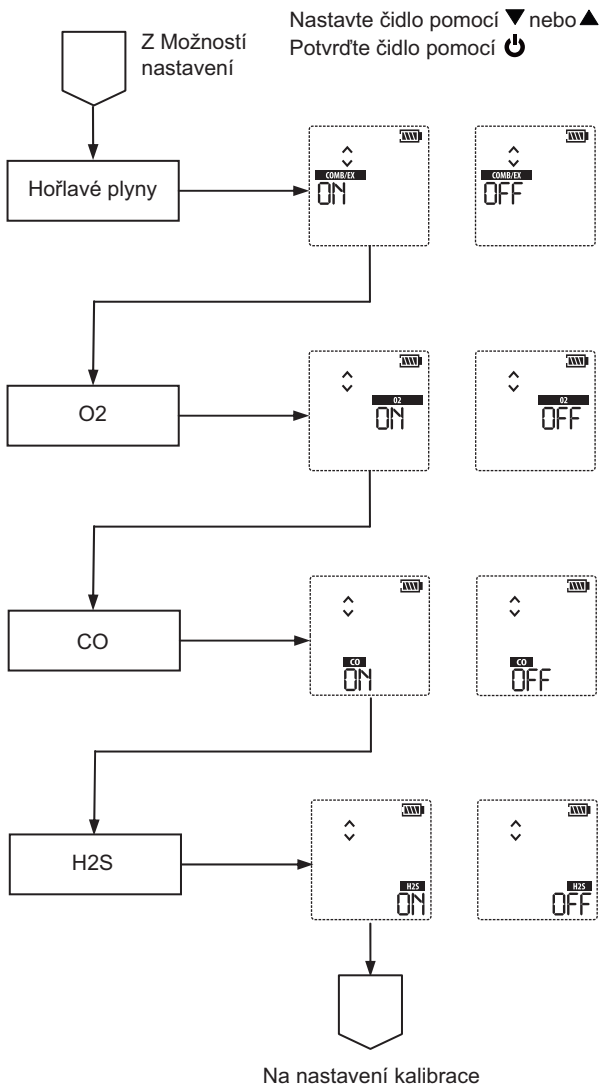 Nastavte čidlo pomocí ▼ nebo ▲
Potvrďte čidlo pomocí ⏻
Z Možností
nastavení
Hořlavé plyny
COMB/EX
ON
COMB/EX
OFF
O2
O2
ON
O2
OFF
CO
CO
ON
CO
OFF
H2S
H2S
ON
H2S
OFF
Na nastavení kalibrace